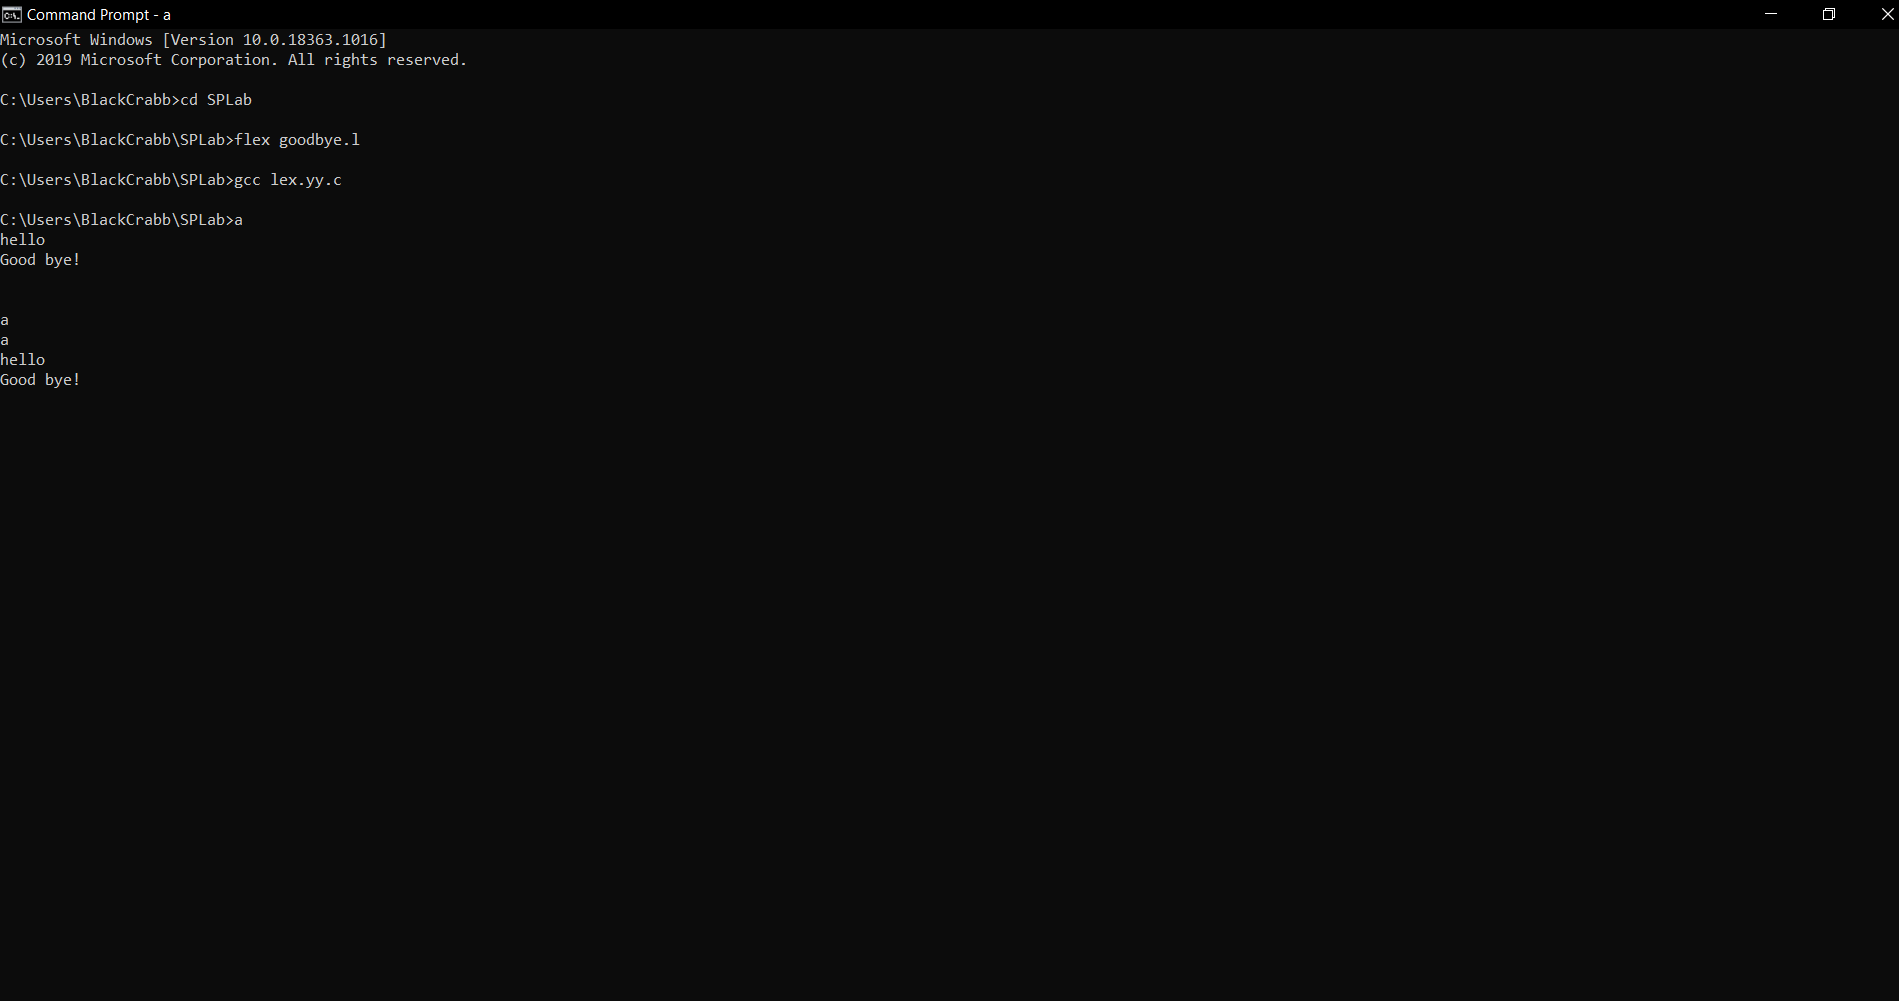 Command Prompt - a
Microsoft Windows [Version 10.0.18363.1016]
(c) 2019 Microsoft Corporation. All rights reserved.
C:\Users\BlackCrabb>cd SPLab
C:\Users\BlackCrabb\SPLab>flex goodbye.l
C:\Users\BlackCrabb\SPLab>gcc lex.yy.c
C:\Users\BlackCrabb\SPLab>a
hello
Good bye!
a
a
hello
Good bye!